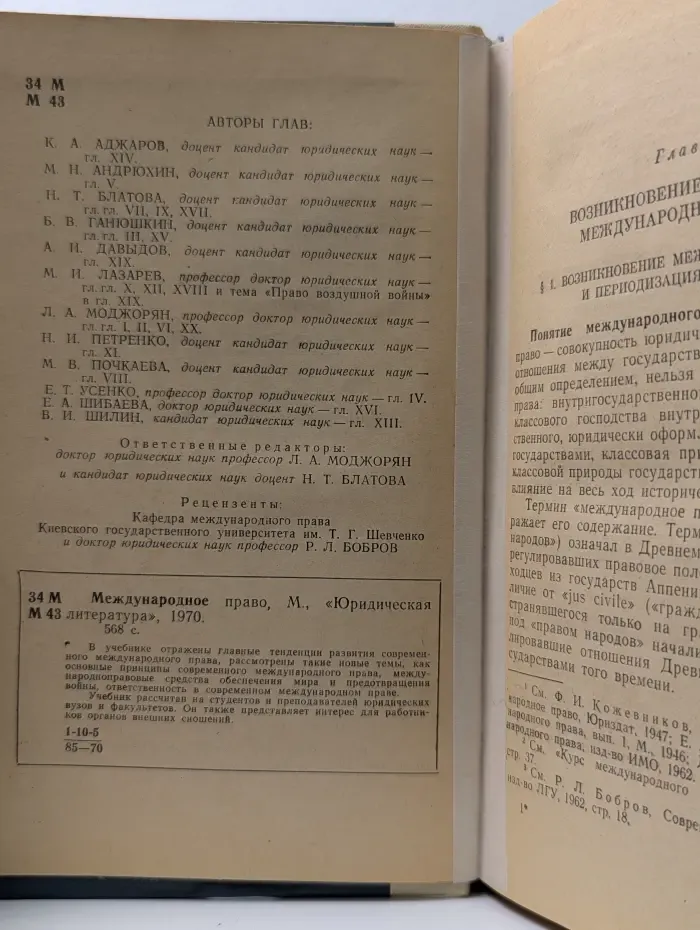 34 М
М 43
АВТОРЫ ГЛАВ:
К. А. АДЖАРОВ, доцент кандидат юридических наук —
гл. XIV.
М. Н. АНДРЮХИН, доцент кандидат юридических наук —
гл. V.
Н. Т. БЛАТОВА, доцент кандидат юридических наук —
гл. гл. VII, IX, XVII.
Б. В. ГАНЮШКИН, доцент кандидат юридических наук —
гл. гл. III, XV.
А. И. ДАВЫДОВ, доцент кандидат юридических наук —
гл. XIX.
М. И. ЛАЗАРЕВ, профессор доктор юридических наук —
гл. гл. X, XII, XVIII и тема «Право воздушной войны»
в гл. XIX.
Л. А. МОДЖОРЯН, профессор доктор юридических наук —
гл. гл. I, II, VI, XX.
Н. И. ПЕТРЕНКО, доцент кандидат юридических наук —
гл. XI.
М. В. ПОЧКАЕВА, доцент кандидат юридических наук —
гл. VIII.
Е. Т. УСЕНКО, профессор доктор юридических наук — гл. IV.
Е. А. ШИБАЕВА, доктор юридических наук — гл. XVI.
В. И. ШИЛИН, кандидат юридических наук — гл. XIII.
Ответственные редакторы:
доктор юридических наук профессор Л. А. МОДЖОРЯН
и кандидат юридических наук доцент Н. Т. БЛАТОВА
Рецензенты:
Кафедра международного права
Киевского государственного университета им. Т. Г. Шевченко
и доктор юридических наук профессор Р. Л. БОБРОВ
34 М Международное право, М., «Юридическая
М 43 литература», 1970.
568 с.
В учебнике отражены главные тенденции развития современ-
ного международного права, рассмотрены такие новые темы, как
основные принципы современного международного права, между-
народноправовые средства обеспечения мира и предотвращения
войны, ответственность в современном международном праве.
Учебник рассчитан на студентов и преподавателей юридических
вузов и факультетов. Он также представляет интерес для работни-
ков органов внешних сношений.
1-10-5
85—70
Глав
ВОЗНИКНОВЕНИЕ
МЕЖДУНАРОДН
§ 1. ВОЗНИКНОВЕНИЕ МЕЖ
И ПЕРИОДИЗАЦИЯ
Понятие международного
право — совокупность юридич
отношения между государств
общим определением, нельзя
права: внутригосударственно
классового господства внутр
ственного, юридически оформ
государствами, классовая при
классовой природы государст
влияние на весь ход историчес
Термин «международное п
ражает его содержание. Терм
народов») означал в Древнем
регулировавших правовое пол
ходцев из государств Аппенин
личие от «jus civile» («гражд
странявшегося только на гра
под «правом народов» начали
лировавшие отношения Древ
сударствами того времени.
¹ См. Ф. И. Кожевников,
народное право, Юриздат, 1947; Е.
народного права, вып. 1, М., 1946;
народного права, изд-во ИМО, 1962.
² См. «Курс международного
стр. 37.
³ См. Р. Л. Бобров, Совре
изд-во ЛГУ, 1962, стр. 18.
1*